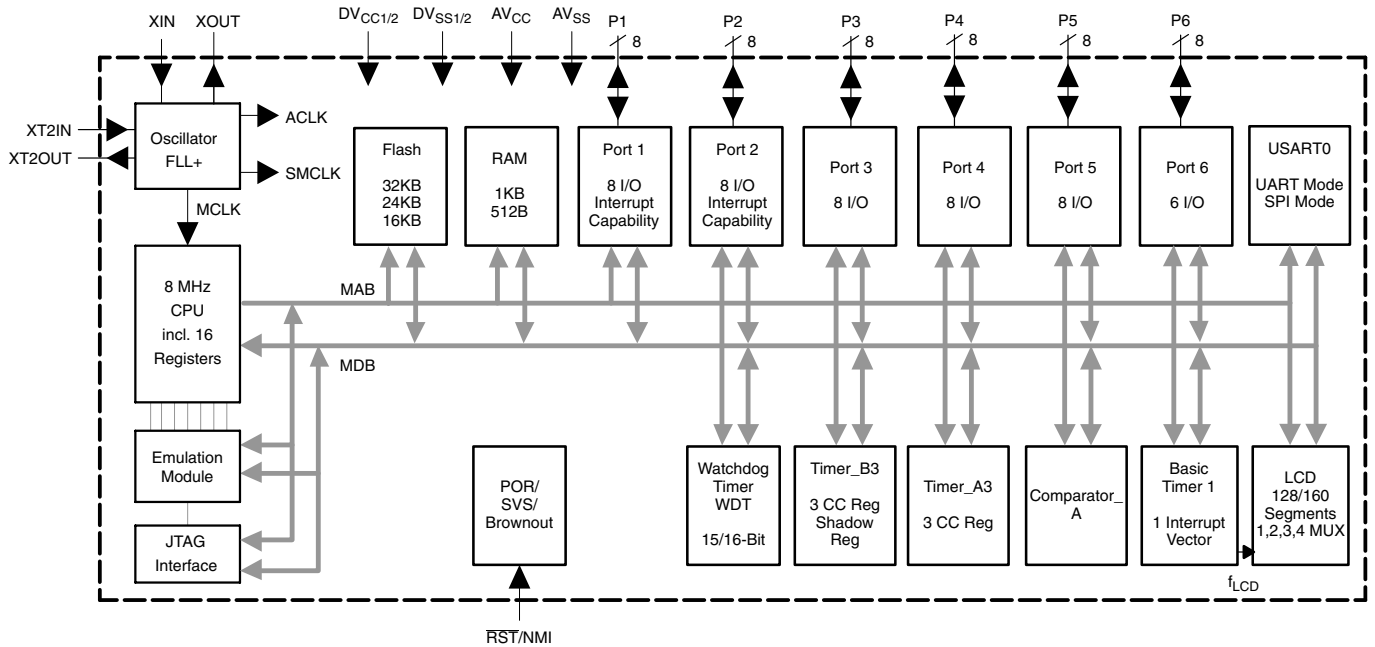 XIN
XOUT
DVCC1/2
DVSS1/2
AVCC
AVSS
P1
8
P2
8
P3
8
P4
8
P5
8
P6
8
XT2IN
XT2OUT
Oscillator
FLL+
ACLK
SMCLK
MCLK
Flash
32KB
24KB
16KB
RAM
1KB
512B
Port 1
8 I/O
Interrupt
Capability
Port 2
8 I/O
Interrupt
Capability
Port 3
8 I/O
Port 4
8 I/O
Port 5
8 I/O
Port 6
6 I/O
USART0
UART Mode
SPI Mode
8 MHz
CPU
incl. 16
Registers
MAB
MDB
Emulation
Module
JTAG
Interface
POR/
SVS/
Brownout
RST/NMI
Watchdog
Timer
WDT
15/16-Bit
Timer_B3
3 CC Reg
Shadow
Reg
Timer_A3
3 CC Reg
Comparator_
A
Basic
Timer 1
1 Interrupt
Vector
fLCD
LCD
128/160
Segments
1,2,3,4 MUX